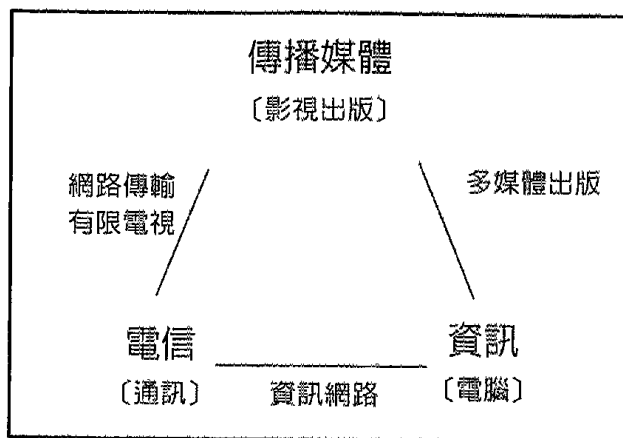 傳播媒體
〔影視出版〕
網路傳輸
有限電視
多媒體出版
電信
〔通訊〕
資訊網路
資訊
〔電腦〕